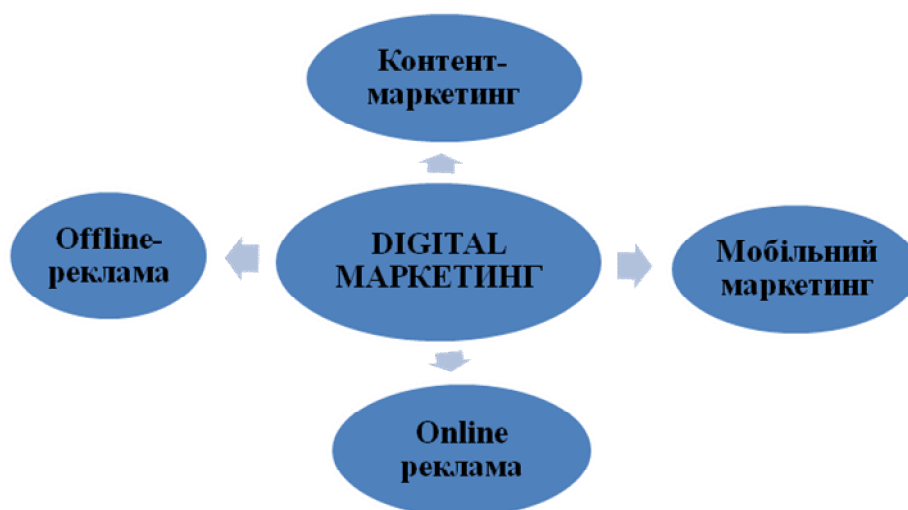 Контент-
маркетинг
Offline-
реклама
DIGITAL
МАРКЕТИНГ
Мобільний
маркетинг
Online
реклама